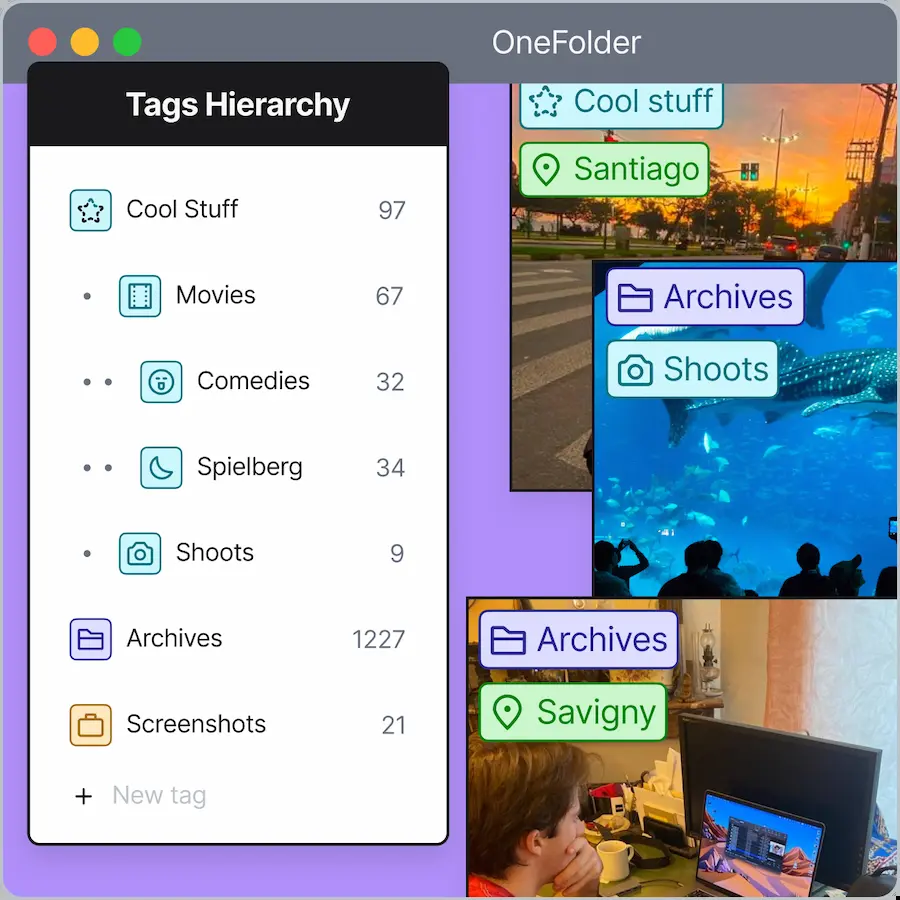 OneFolder
Tags Hierarchy
Cool Stuff 97
• Movies 67
• • Comedies 32
• • Spielberg 34
• Shoots 9
Archives 1227
Screenshots 21
+ New tag
Cool stuff
Santiago
Archives
Shoots
Archives
Savigny